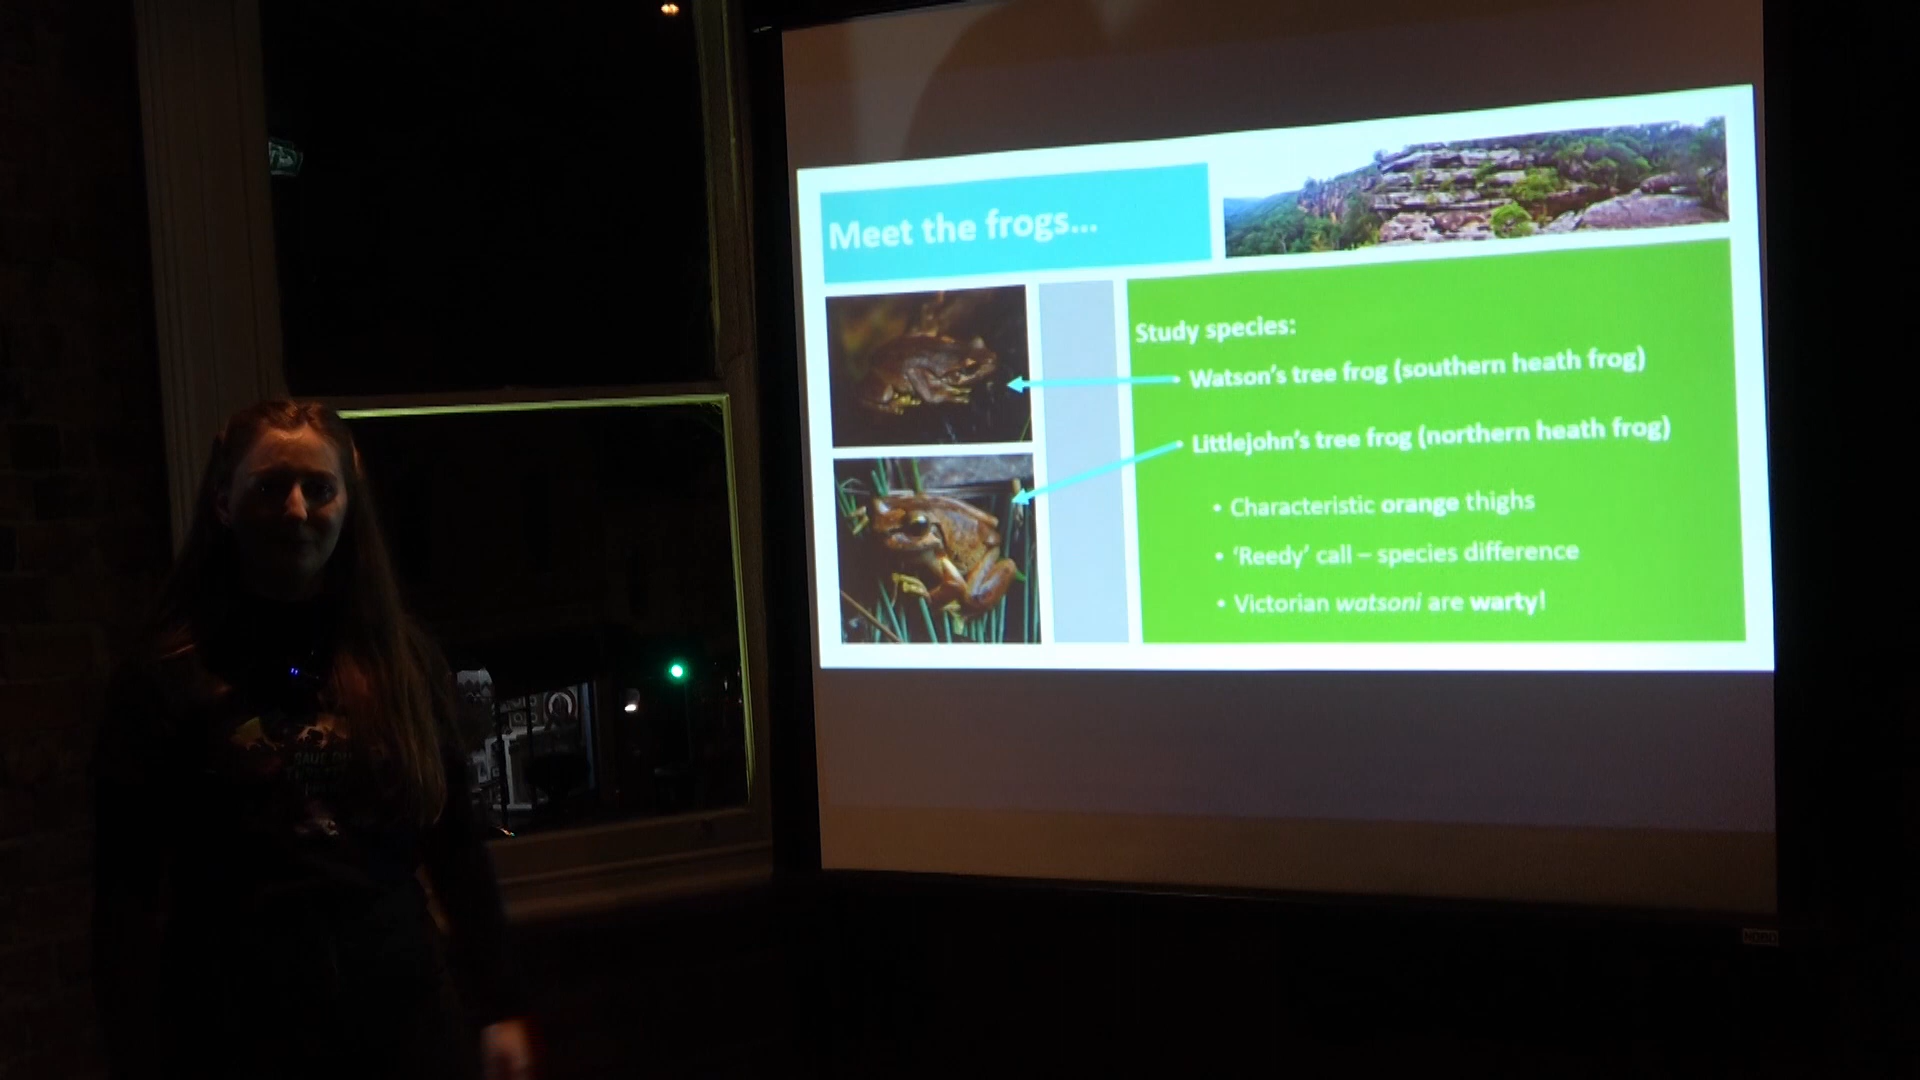 Meet the frogs...
Study species:
• Watson's tree frog (southern heath frog)
• Littlejohn's tree frog (northern heath frog)
• Characteristic orange thighs
• 'Reedy' call – species difference
• Victorian watsoni are warty!
NOBO